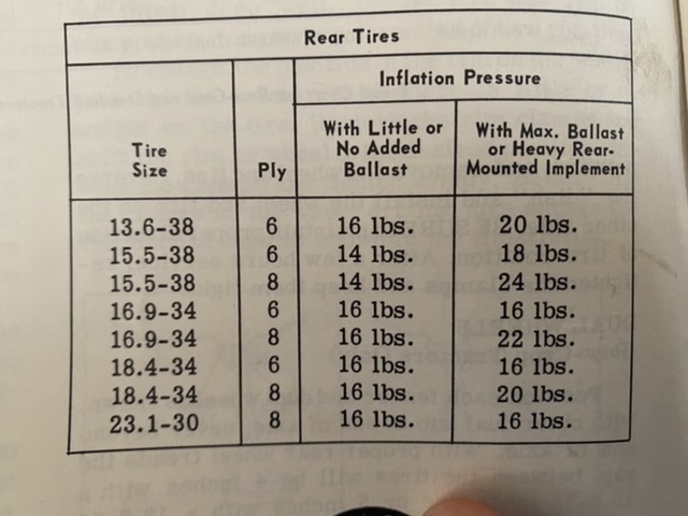 Rear Tires
Inflation Pressure
Tire Size
Ply
With Little or No Added Ballast
With Max. Ballast or Heavy Rear-Mounted Implement
13.6-38 6 16 lbs. 20 lbs.
15.5-38 6 14 lbs. 18 lbs.
15.5-38 8 14 lbs. 24 lbs.
16.9-34 6 16 lbs. 16 lbs.
16.9-34 8 16 lbs. 22 lbs.
18.4-34 6 16 lbs. 16 lbs.
18.4-34 8 16 lbs. 20 lbs.
23.1-30 8 16 lbs. 16 lbs.